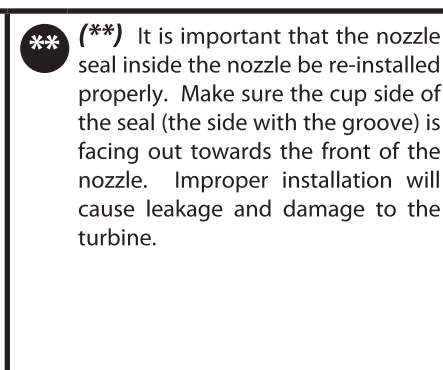 ** (**) It is important that the nozzle
seal inside the nozzle be re-installed
properly. Make sure the cup side of
the seal (the side with the groove) is
facing out towards the front of the
nozzle. Improper installation will
cause leakage and damage to the
turbine.